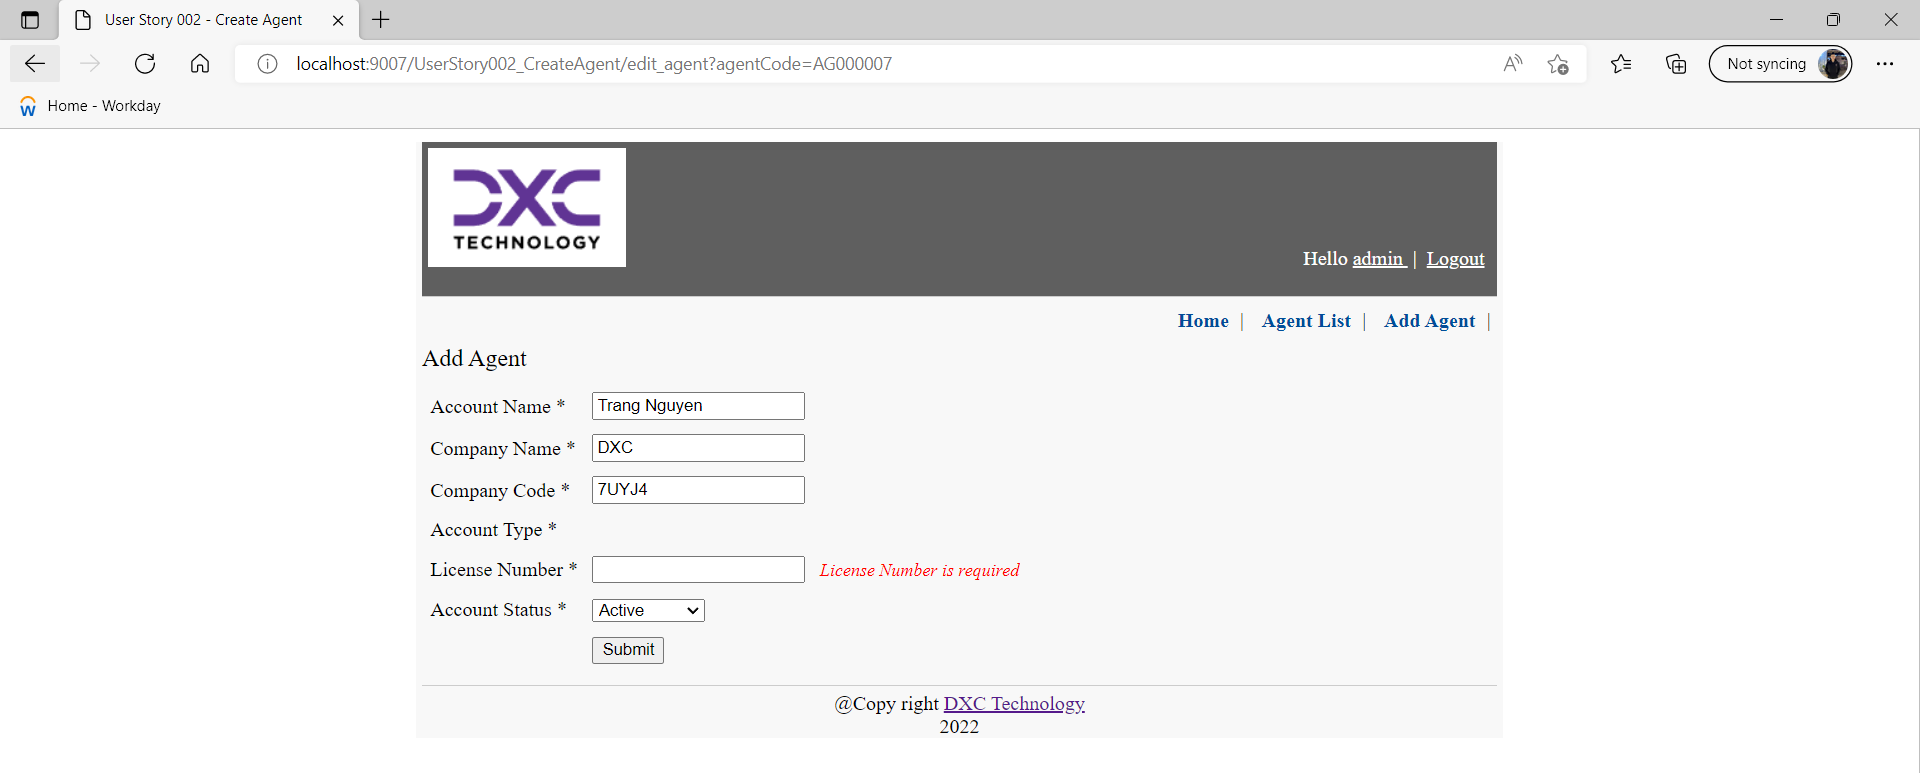 User Story 002 - Create Agent
localhost:9007/UserStory002_CreateAgent/edit_agent?agentCode=AG000007
Not syncing
Home - Workday
DXC
TECHNOLOGY
Hello admin | Logout
Home | Agent List | Add Agent |
Add Agent
Account Name * Trang Nguyen
Company Name * DXC
Company Code * 7UYJ4
Account Type *
License Number * License Number is required
Account Status * Active
Submit
@Copy right DXC Technology
2022